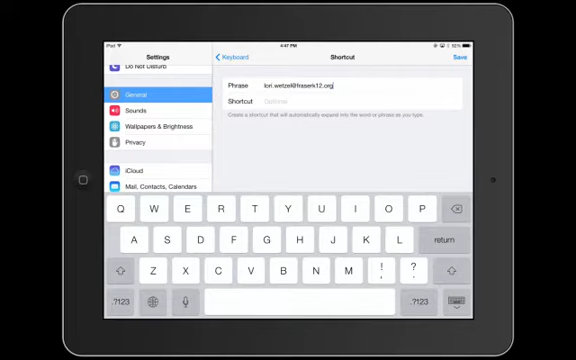 iPad
4:47 PM
Settings
Keyboard
Shortcut
Save
Do Not Disturb
General
Sounds
Wallpapers & Brightness
Privacy
iCloud
Mail, Contacts, Calendars
Phrase lori.wetzel@fraserk12.org
Shortcut Optional
Create a shortcut that will automatically expand into the word or phrase as you type.
Q W E R T Y U I O P
A S D F G H J K L return
Z X C V B N M ! , ? .
.?123 .?123